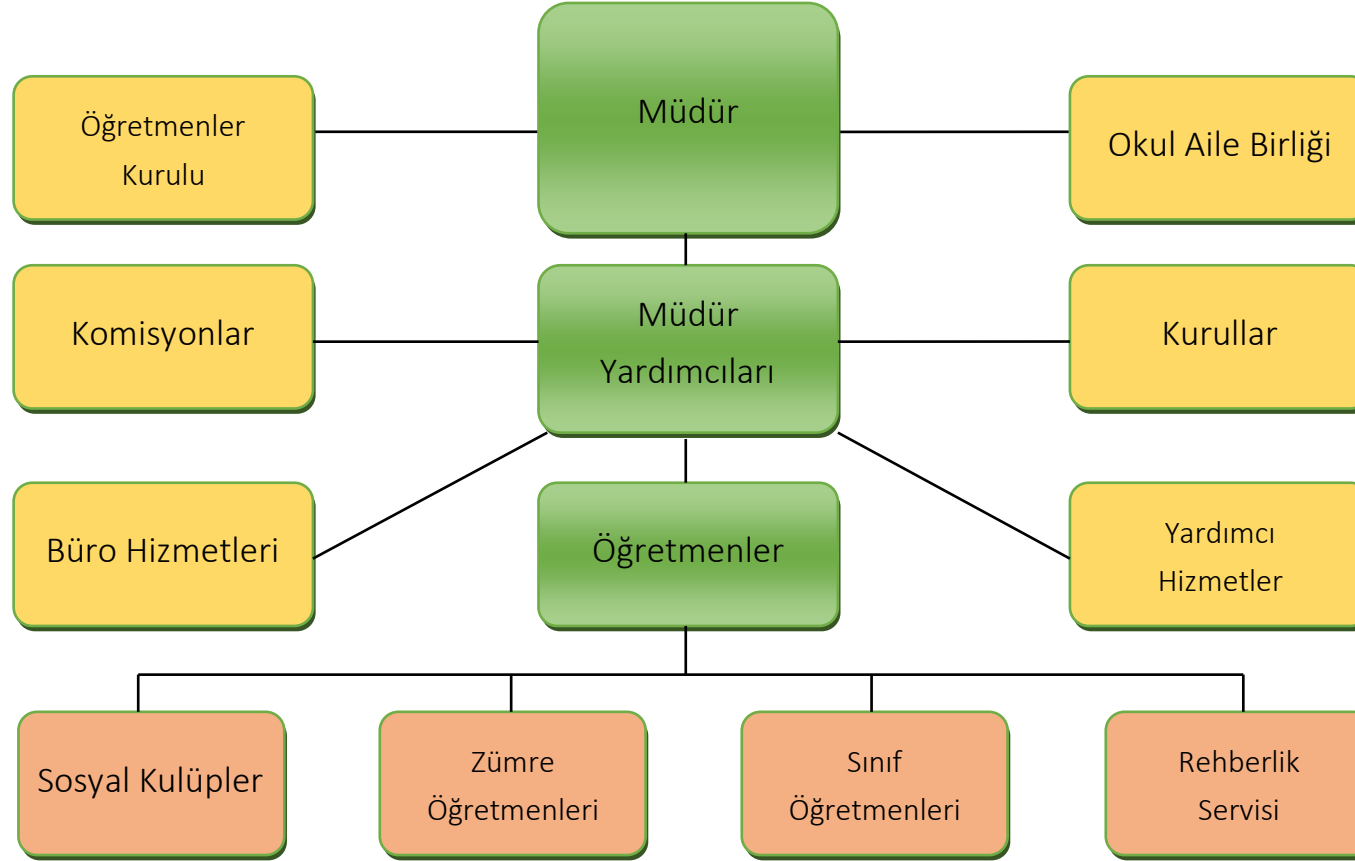 Müdür
Öğretmenler
Kurulu
Okul Aile Birliği
Komisyonlar
Müdür
Yardımcıları
Kurullar
Büro Hizmetleri
Öğretmenler
Yardımcı
Hizmetler
Sosyal Kulüpler
Zümre
Öğretmenleri
Sınıf
Öğretmenleri
Rehberlik
Servisi